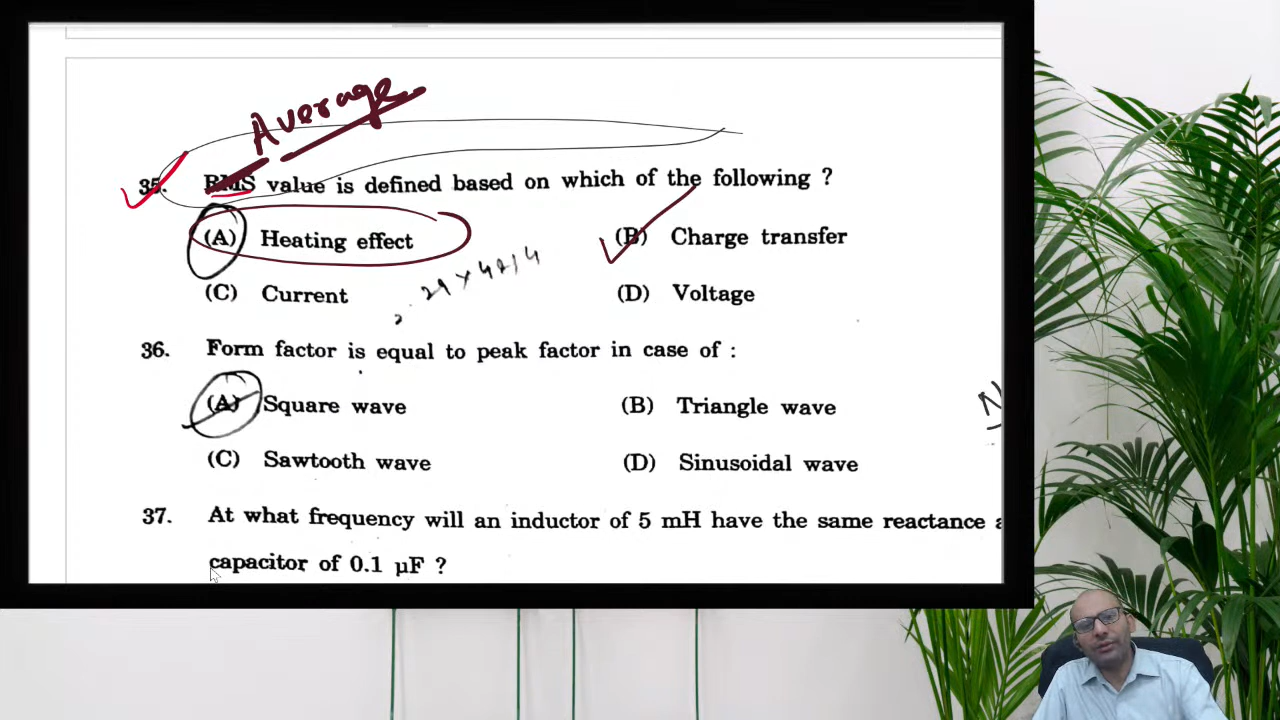 Average
35. RMS value is defined based on which of the following ?
(A) Heating effect
(B) Charge transfer
(C) Current
(D) Voltage
36. Form factor is equal to peak factor in case of :
(A) Square wave
(B) Triangle wave
(C) Sawtooth wave
(D) Sinusoidal wave
37. At what frequency will an inductor of 5 mH have the same reactance a
capacitor of 0.1 µF ?